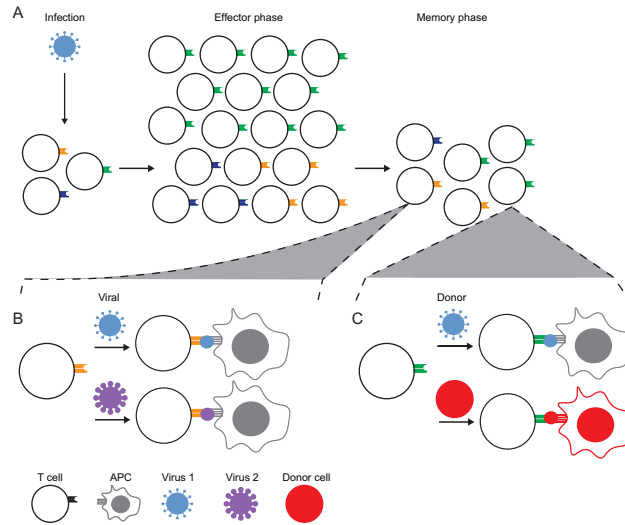 A
Infection
Effector phase
Memory phase
B
Viral
C
Donor
T cell
APC
Virus 1
Virus 2
Donor cell